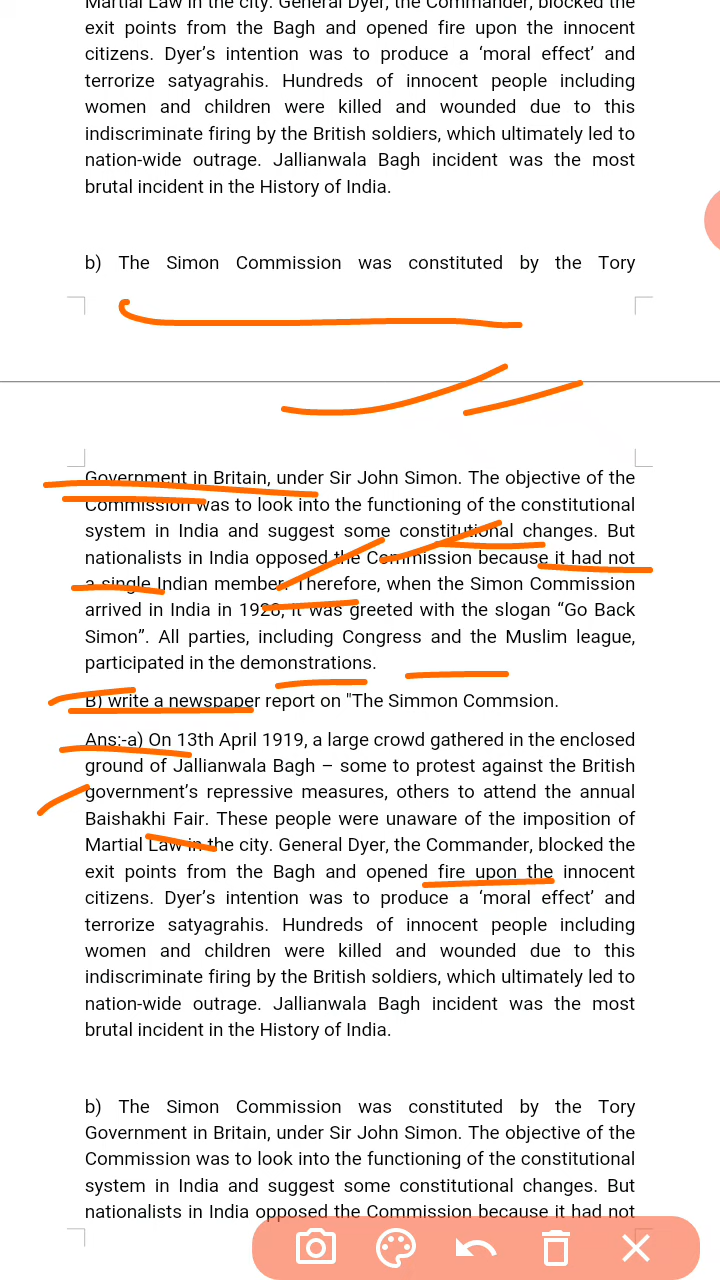 Martial Law in the city. General Dyer, the Commander, blocked the
exit points from the Bagh and opened fire upon the innocent
citizens. Dyer’s intention was to produce a ‘moral effect’ and
terrorize satyagrahis. Hundreds of innocent people including
women and children were killed and wounded due to this
indiscriminate firing by the British soldiers, which ultimately led to
nation-wide outrage. Jallianwala Bagh incident was the most
brutal incident in the History of India.
b) The Simon Commission was constituted by the Tory
Government in Britain, under Sir John Simon. The objective of the
Commission was to look into the functioning of the constitutional
system in India and suggest some constitutional changes. But
nationalists in India opposed the Commission because it had not
a single Indian member. Therefore, when the Simon Commission
arrived in India in 1928, it was greeted with the slogan “Go Back
Simon”. All parties, including Congress and the Muslim league,
participated in the demonstrations.
B) write a newspaper report on "The Simmon Commsion.
Ans:-a) On 13th April 1919, a large crowd gathered in the enclosed
ground of Jallianwala Bagh – some to protest against the British
government’s repressive measures, others to attend the annual
Baishakhi Fair. These people were unaware of the imposition of
Martial Law in the city. General Dyer, the Commander, blocked the
exit points from the Bagh and opened fire upon the innocent
citizens. Dyer’s intention was to produce a ‘moral effect’ and
terrorize satyagrahis. Hundreds of innocent people including
women and children were killed and wounded due to this
indiscriminate firing by the British soldiers, which ultimately led to
nation-wide outrage. Jallianwala Bagh incident was the most
brutal incident in the History of India.
b) The Simon Commission was constituted by the Tory
Government in Britain, under Sir John Simon. The objective of the
Commission was to look into the functioning of the constitutional
system in India and suggest some constitutional changes. But
nationalists in India opposed the Commission because it had not